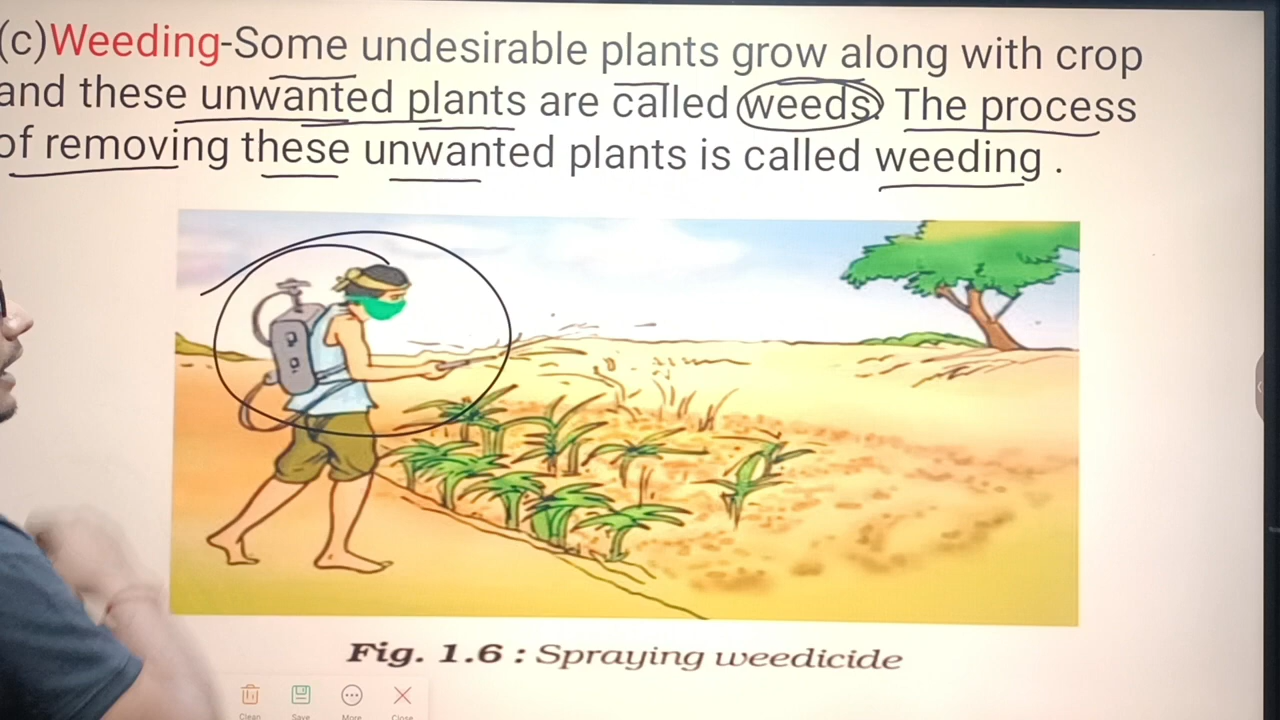 (c)Weeding-Some undesirable plants grow along with crop
and these unwanted plants are called weeds. The process
of removing these unwanted plants is called weeding .
Fig. 1.6 : Spraying weedicide
Clean Save More Close